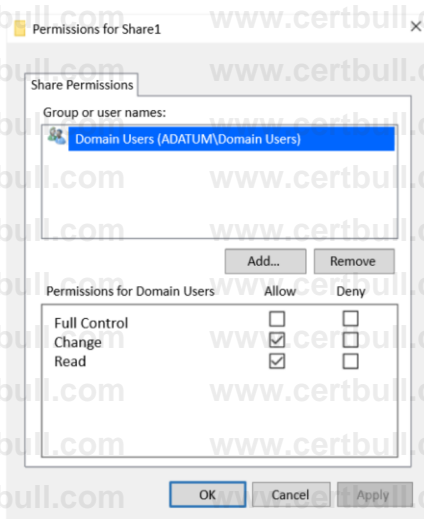 www.certbull.com
Permissions for Share1
Share Permissions
Group or user names:
Domain Users (ADATUM\Domain Users)
Add... Remove
Permissions for Domain Users Allow Deny
Full Control
Change
Read
OK Cancel Apply